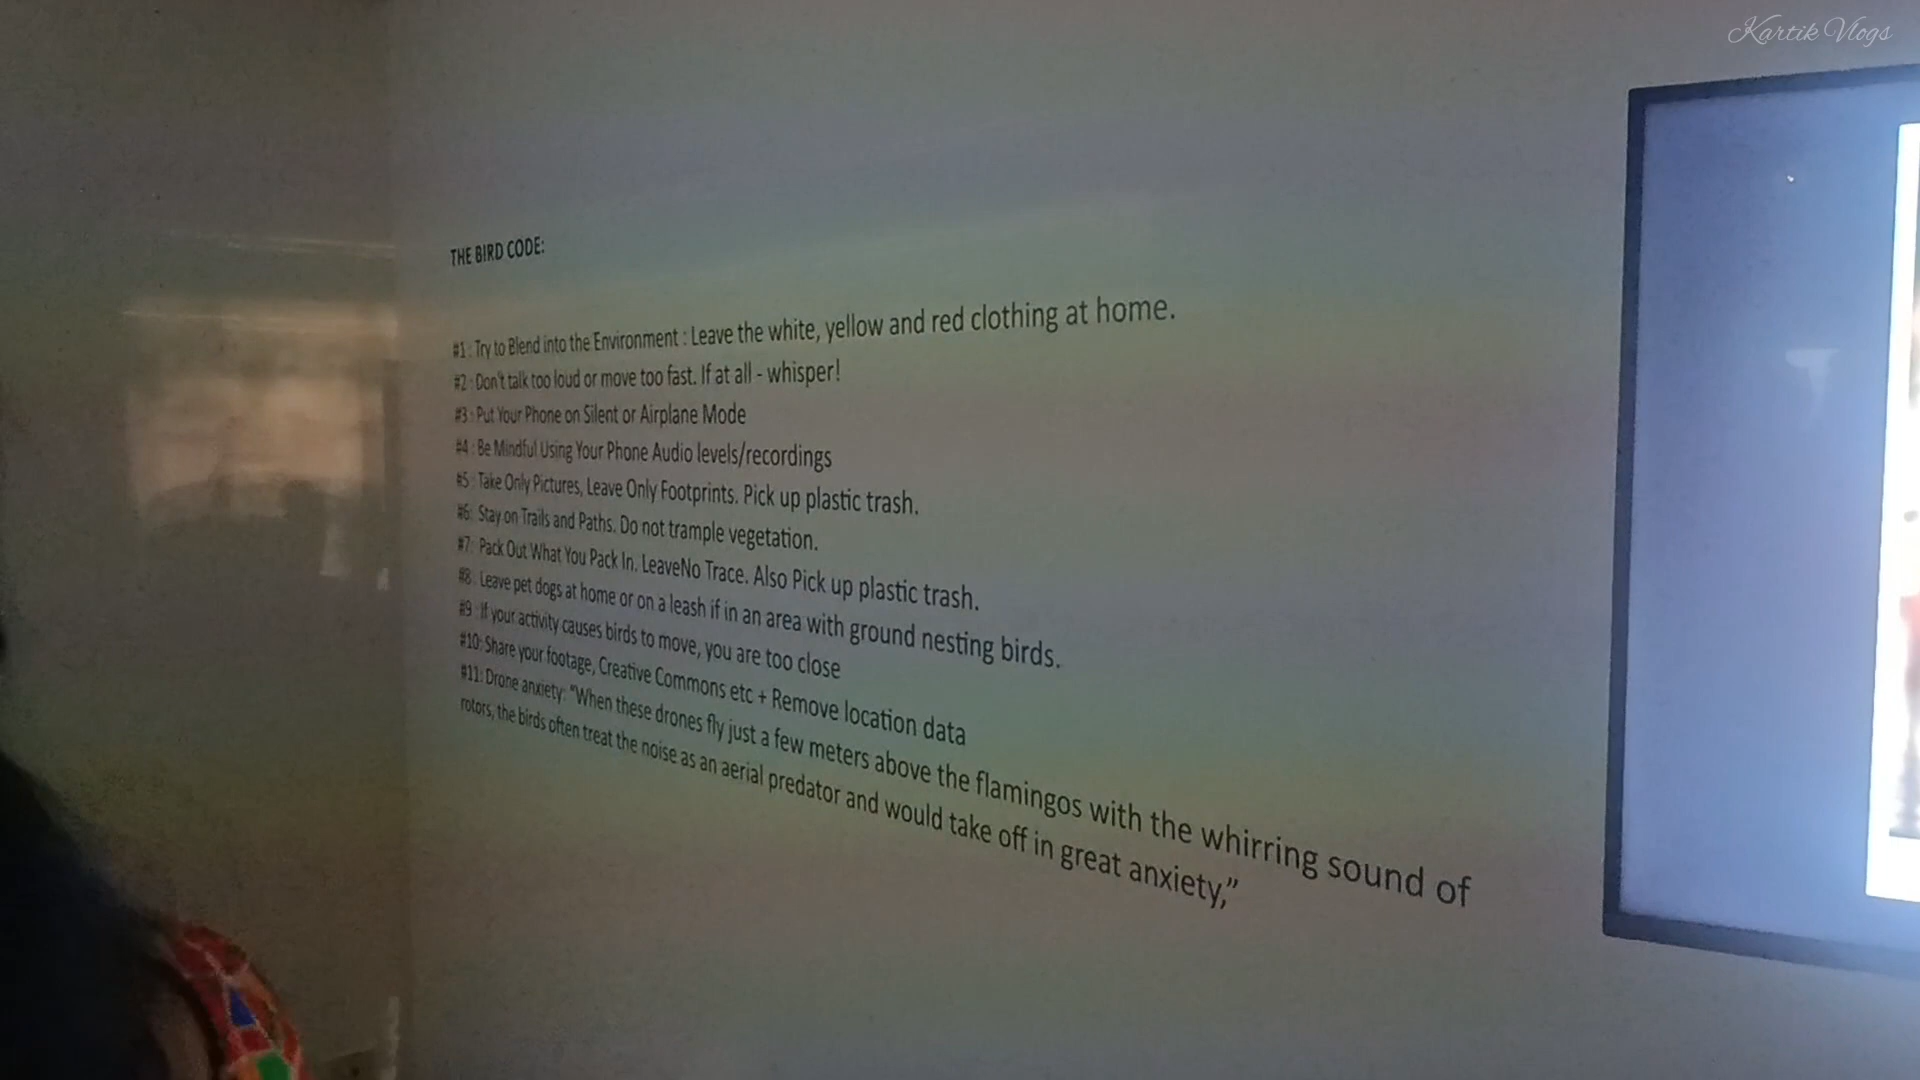 Kartik Vlogs
THE BIRD CODE:
#1 : Try to Blend into the Environment : Leave the white, yellow and red clothing at home.
#2 : Don't talk too loud or move too fast. If at all - whisper!
#3 : Put Your Phone on Silent or Airplane Mode
#4 : Be Mindful Using Your Phone Audio levels/recordings
#5 : Take Only Pictures, Leave Only Footprints. Pick up plastic trash.
#6: Stay on Trails and Paths. Do not trample vegetation.
#7: Pack Out What You Pack In. LeaveNo Trace. Also Pick up plastic trash.
#8 : Leave pet dogs at home or on a leash if in an area with ground nesting birds.
#9 : If your activity causes birds to move, you are too close
#10: Share your footage, Creative Commons etc + Remove location data
#11: Drone anxiety: "When these drones fly just a few meters above the flamingos with the whirring sound of
rotors, the birds often treat the noise as an aerial predator and would take off in great anxiety,"